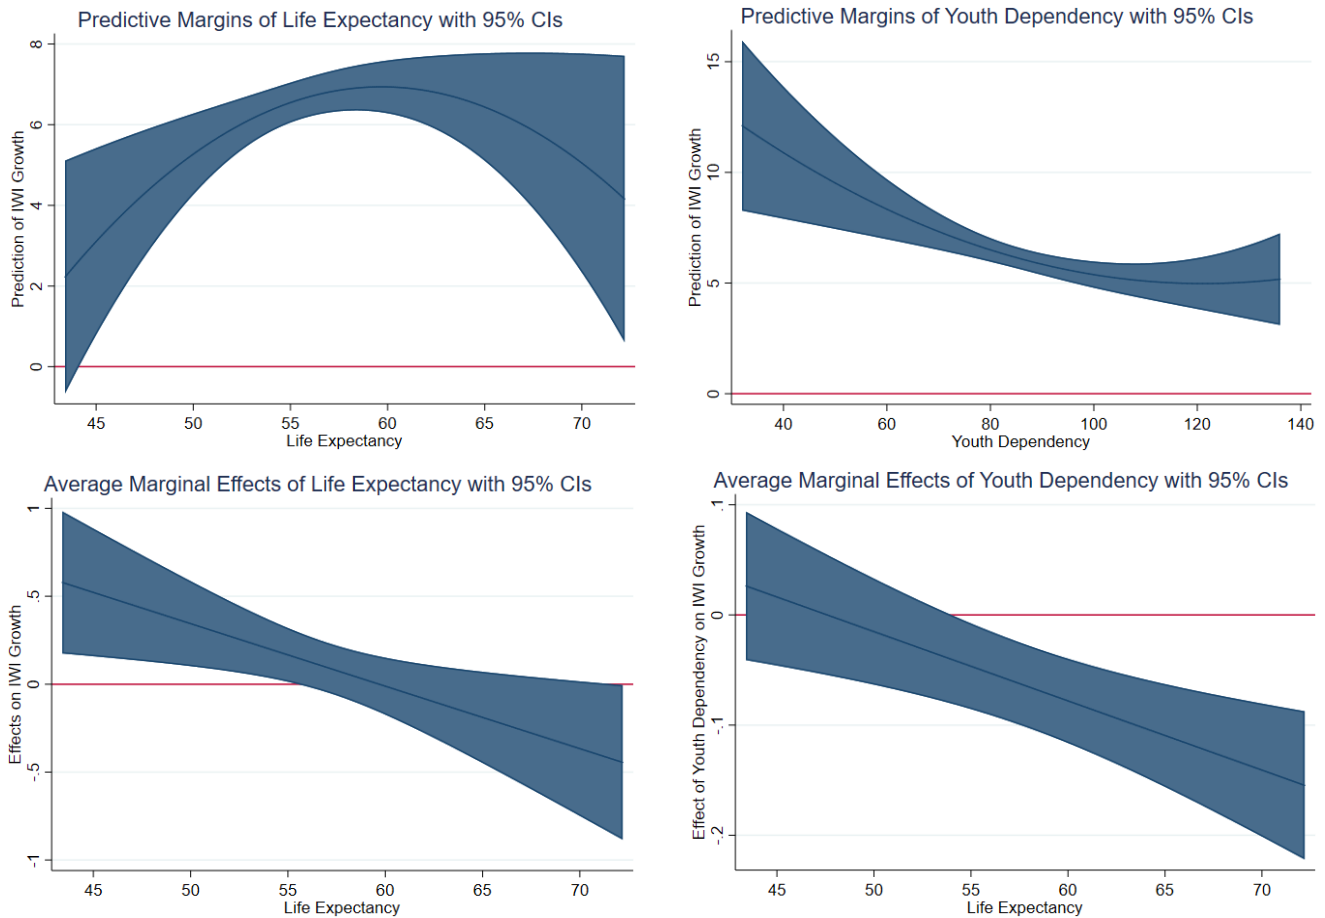 Predictive Margins of Life Expectancy with 95% CIs
Prediction of IWI Growth
8
6
4
2
0
45 50 55 60 65 70
Life Expectancy
Predictive Margins of Youth Dependency with 95% CIs
Prediction of IWI Growth
15
10
5
0
40 60 80 100 120 140
Youth Dependency
Average Marginal Effects of Life Expectancy with 95% CIs
Effects on IWI Growth
1
.5
0
-.5
-1
45 50 55 60 65 70
Life Expectancy
Average Marginal Effects of Youth Dependency with 95% CIs
Effect of Youth Dependency on IWI Growth
.1
0
-.1
-.2
45 50 55 60 65 70
Life Expectancy